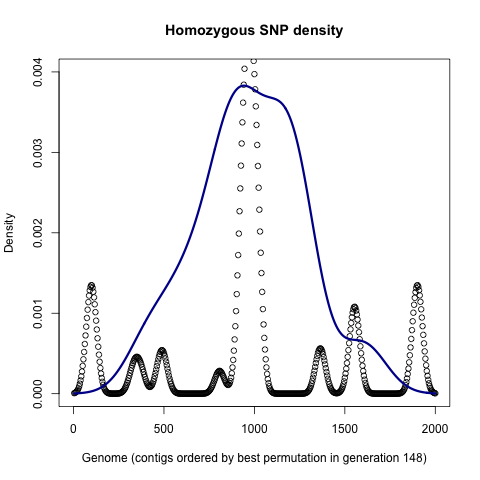 Homozygous SNP density
Density
0.004
0.003
0.002
0.001
0.000
0 500 1000 1500 2000
Genome (contigs ordered by best permutation in generation 148)